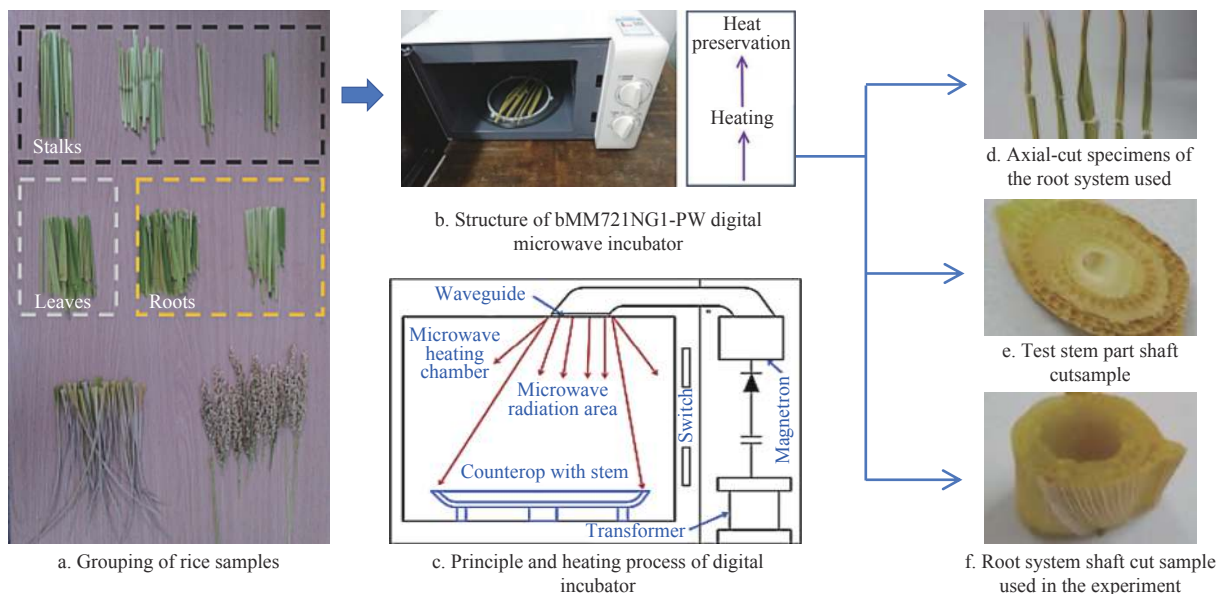 Stalks
Leaves
Roots
a. Grouping of rice samples
Heat
preservation
Heating
b. Structure of bMM721NG1-PW digital
microwave incubator
Waveguide
Microwave
heating
chamber
Microwave
radiation area
Switch
Magnetron
Counterop with stem
Transformer
c. Principle and heating process of digital
incubator
d. Axial-cut specimens of
the root system used
e. Test stem part shaft
cutsample
f. Root system shaft cut sample
used in the experiment